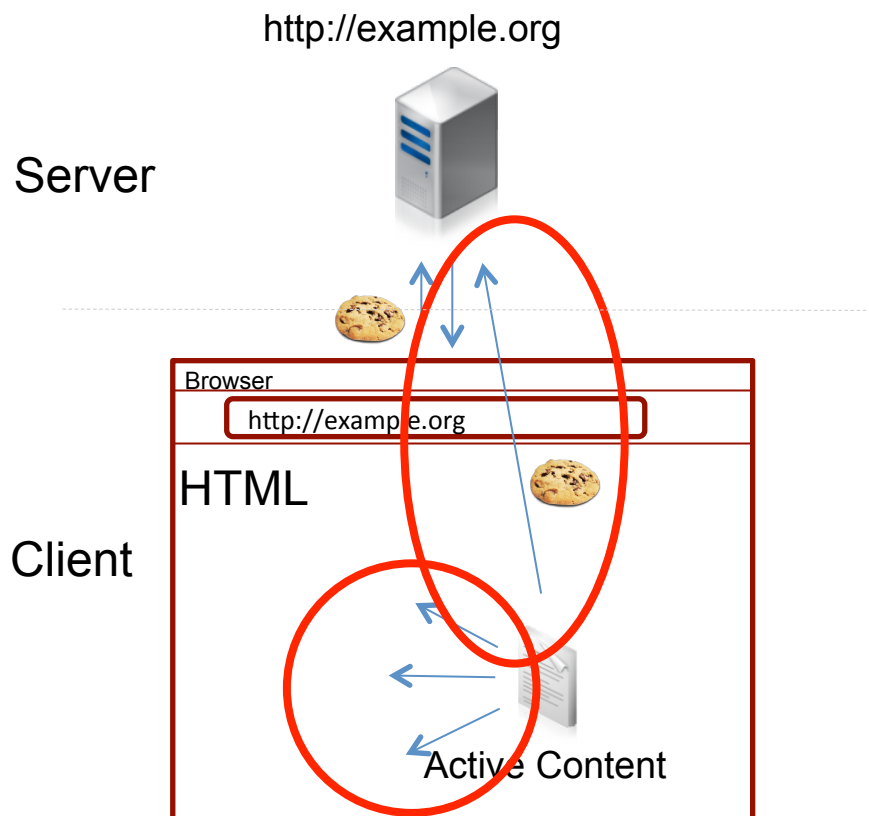 http://example.org
Server
Browser
http://example.org
HTML
Client
Active Content